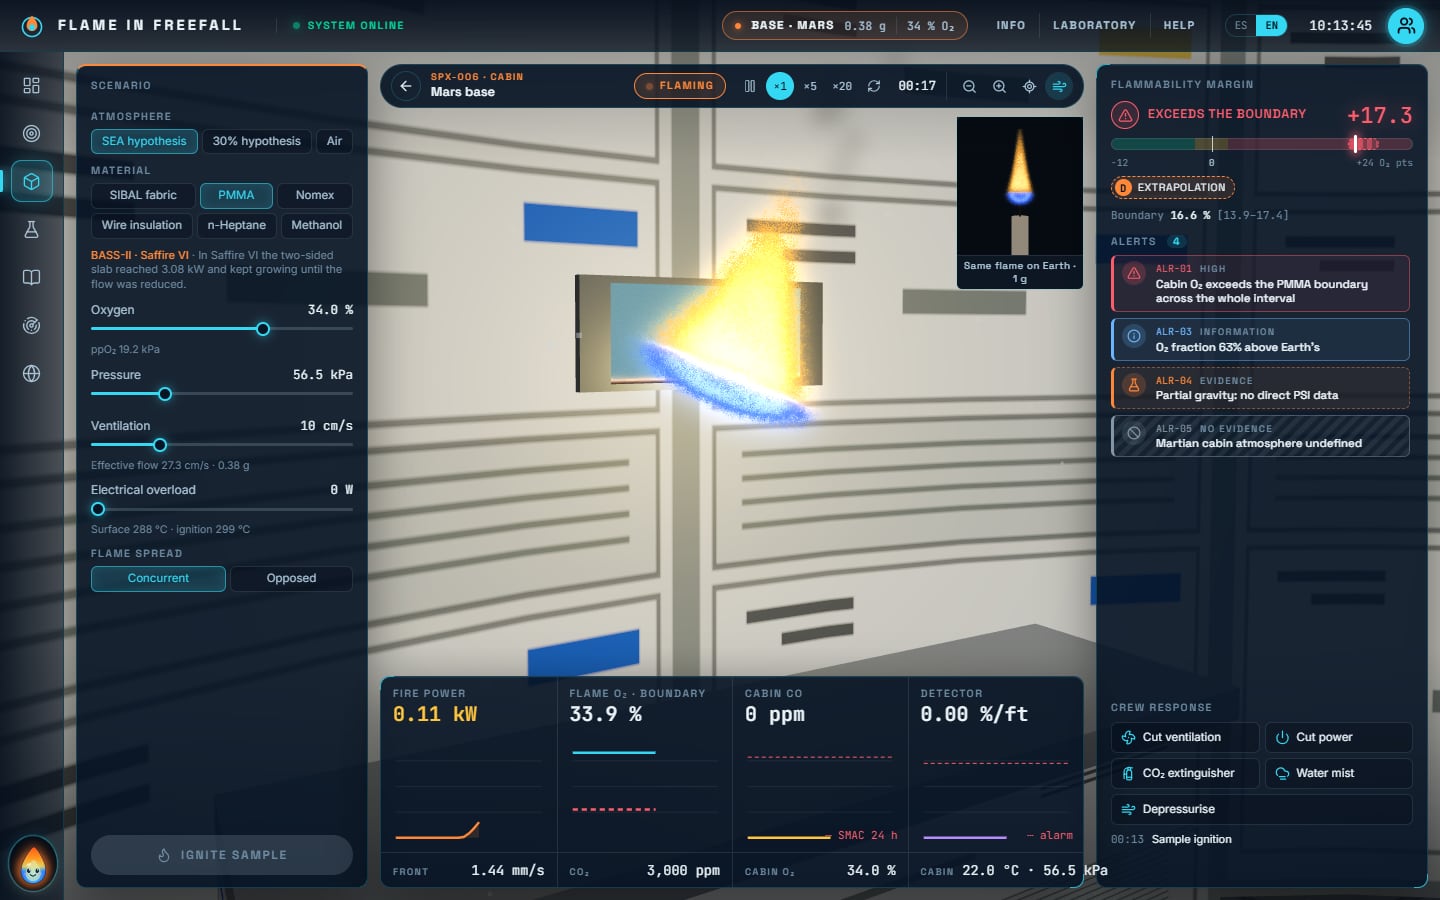 FLAME IN FREEFALL
SYSTEM ONLINE
BASE · MARS 0.38 g 34 % O₂
INFO
LABORATORY
HELP
ES EN
10:13:45
SCENARIO
ATMOSPHERE
SEA hypothesis 30% hypothesis Air
MATERIAL
SIBAL fabric PMMA Nomex
Wire insulation n-Heptane Methanol
BASS-II · Saffire VI · In Saffire VI the two-sided
slab reached 3.08 kW and kept growing until the
flow was reduced.
Oxygen 34.0 %
ppO₂ 19.2 kPa
Pressure 56.5 kPa
Ventilation 10 cm/s
Effective flow 27.3 cm/s · 0.38 g
Electrical overload 0 W
Surface 288 °C · ignition 299 °C
FLAME SPREAD
Concurrent Opposed
IGNITE SAMPLE
SPX-006 · CABIN
Mars base
FLAMING
×1 ×5 ×20
00:17
Same flame on Earth ·
1 g
FIRE POWER
0.11 kW
FLAME O₂ · BOUNDARY
33.9 %
CABIN CO
0 ppm
DETECTOR
0.00 %/ft
— SMAC 24 h
— alarm
FRONT 1.44 mm/s
CO₂ 3,000 ppm
CABIN O₂ 34.0 %
CABIN 22.0 °C · 56.5 kPa
FLAMMABILITY MARGIN
EXCEEDS THE BOUNDARY +17.3
-12 0 +24 O₂ pts
D EXTRAPOLATION
Boundary 16.6 % [13.9–17.4]
ALERTS 4
ALR-01 HIGH
Cabin O₂ exceeds the PMMA boundary
across the whole interval
ALR-03 INFORMATION
O₂ fraction 63% above Earth's
ALR-04 EVIDENCE
Partial gravity: no direct PSI data
ALR-05 NO EVIDENCE
Martian cabin atmosphere undefined
CREW RESPONSE
Cut ventilation Cut power
CO₂ extinguisher Water mist
Depressurise
00:13 Sample ignition